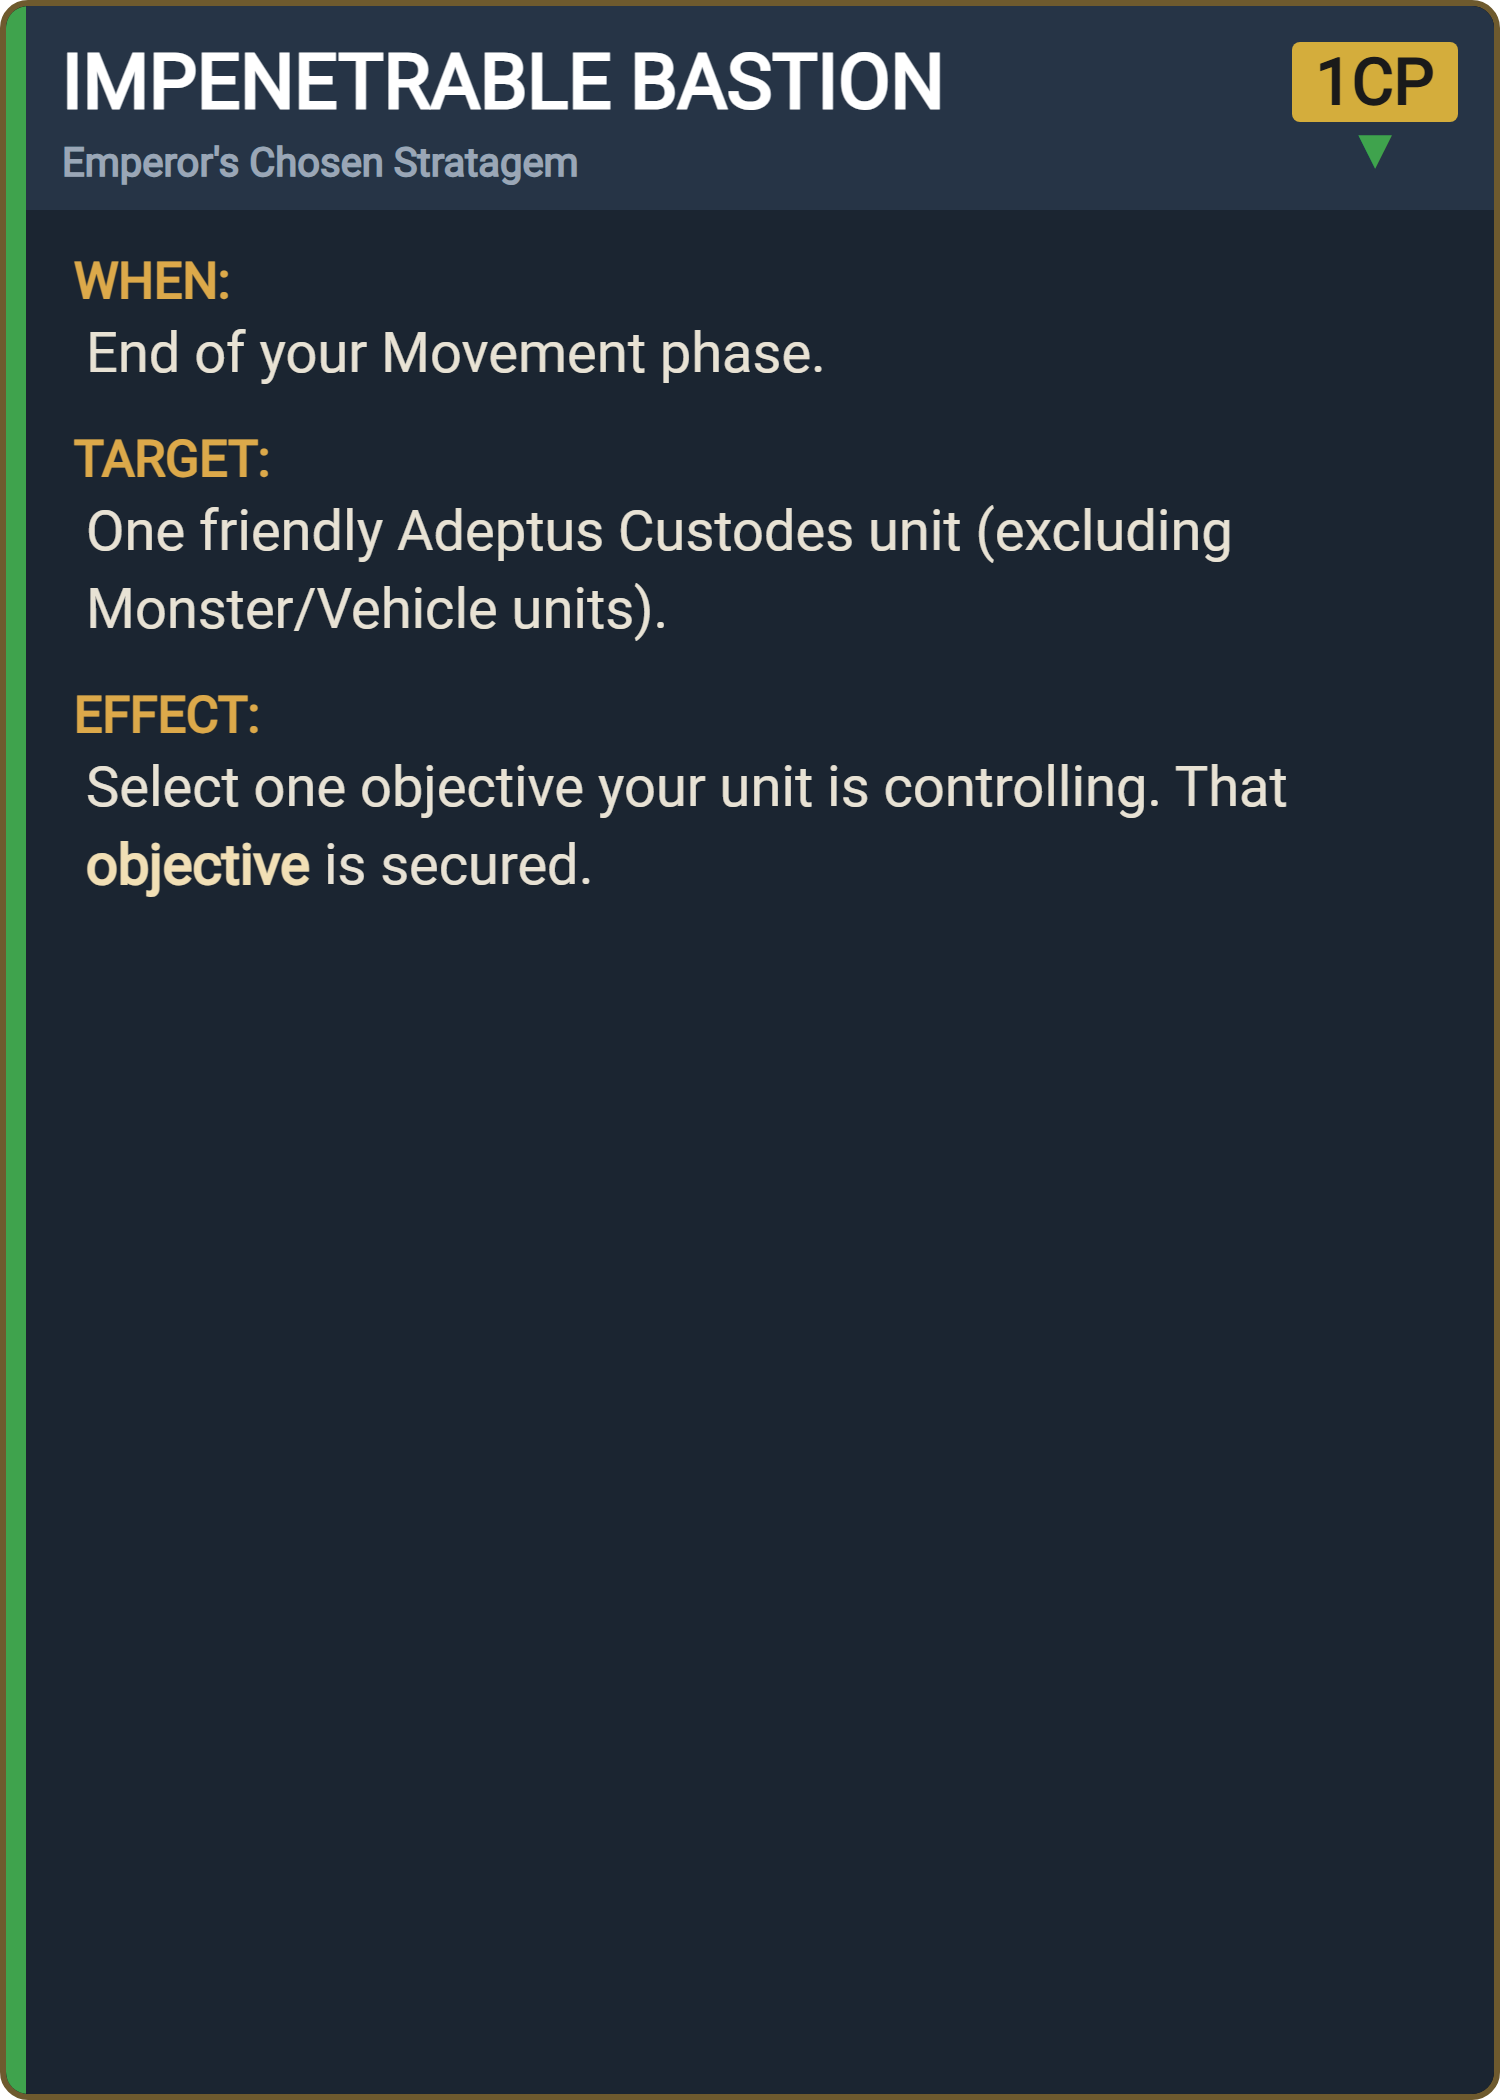 IMPENETRABLE BASTION
1CP
Emperor's Chosen Stratagem
WHEN:
End of your Movement phase.
TARGET:
One friendly Adeptus Custodes unit (excluding
Monster/Vehicle units).
EFFECT:
Select one objective your unit is controlling. That
objective is secured.